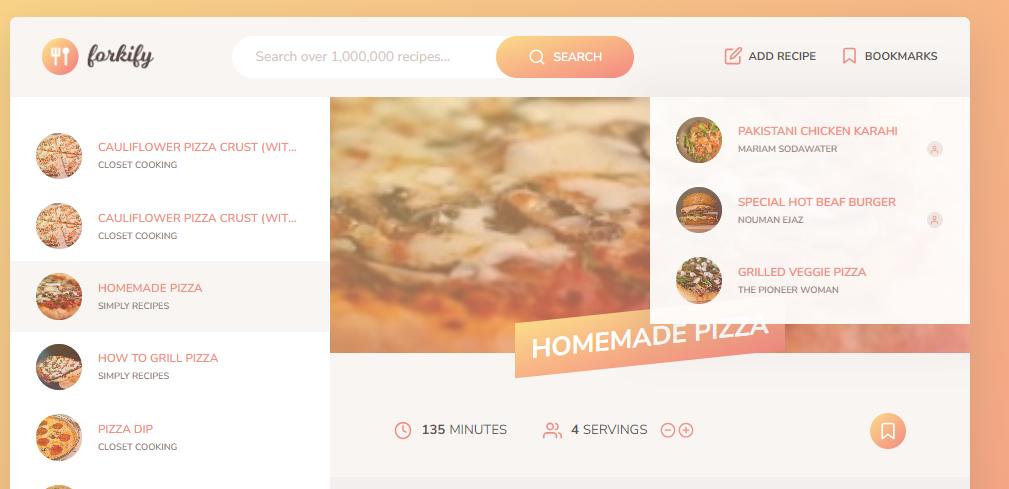 forkify
Search over 1,000,000 recipes...
SEARCH
ADD RECIPE
BOOKMARKS
CAULIFLOWER PIZZA CRUST (WIT...
CLOSET COOKING
CAULIFLOWER PIZZA CRUST (WIT...
CLOSET COOKING
HOMEMADE PIZZA
SIMPLY RECIPES
HOW TO GRILL PIZZA
SIMPLY RECIPES
PIZZA DIP
CLOSET COOKING
PAKISTANI CHICKEN KARAHI
MARIAM SODAWATER
SPECIAL HOT BEAF BURGER
NOUMAN EJAZ
GRILLED VEGGIE PIZZA
THE PIONEER WOMAN
HOMEMADE PIZZA
135 MINUTES
4 SERVINGS